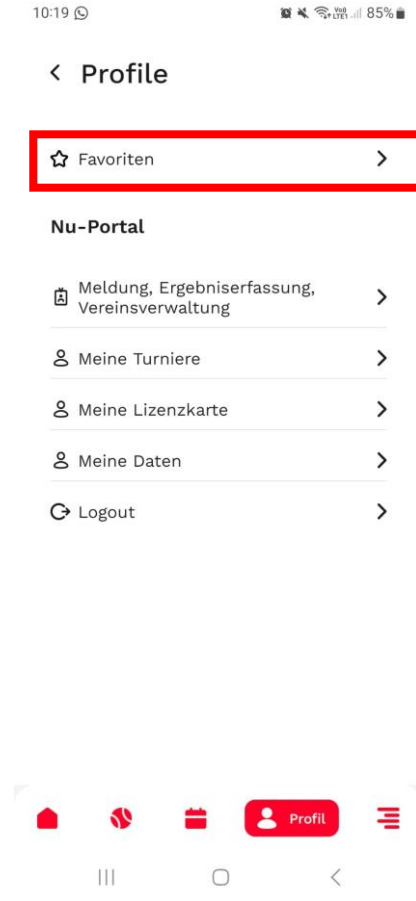 10:19 85%
Profile
Favoriten
Nu-Portal
Meldung, Ergebniserfassung,
Vereinsverwaltung
Meine Turniere
Meine Lizenzkarte
Meine Daten
Logout
Profil